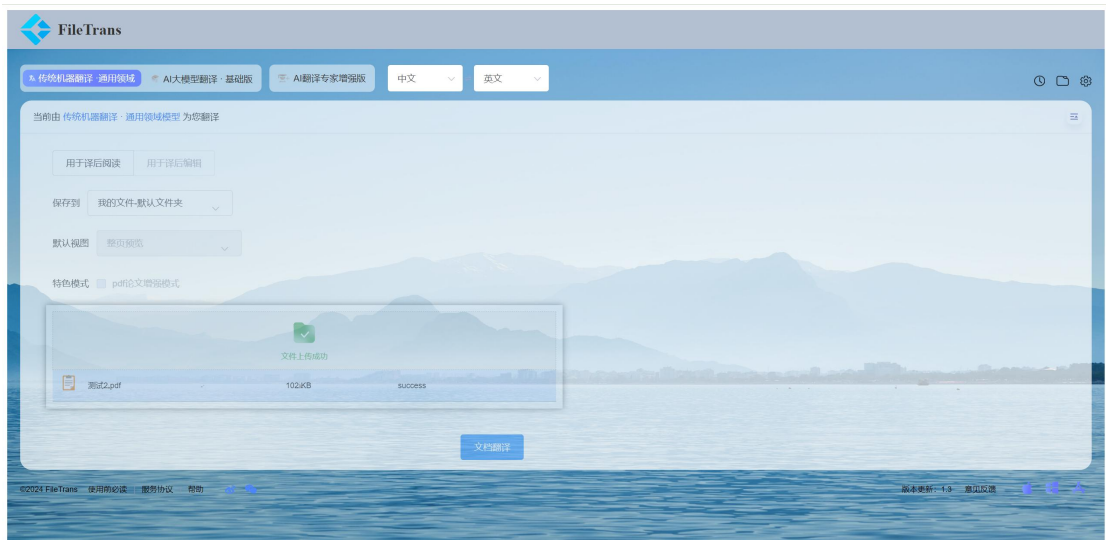 FileTrans
传统机器翻译·通用领域 AI大模型翻译·基础版 AI翻译专家增强版 中文 英文
当前由 传统机器翻译·通用领域模型 为您翻译
用于译后阅读 用于译后编辑
保存到 我的文件-默认文件夹
默认视图 整页预览
特色模式 pdf论文增强模式
文件上传成功
测试2.pdf 102KB success
文档翻译
©2024 FileTrans 使用前必读 服务协议 帮助 版本更新：1.3 意见反馈